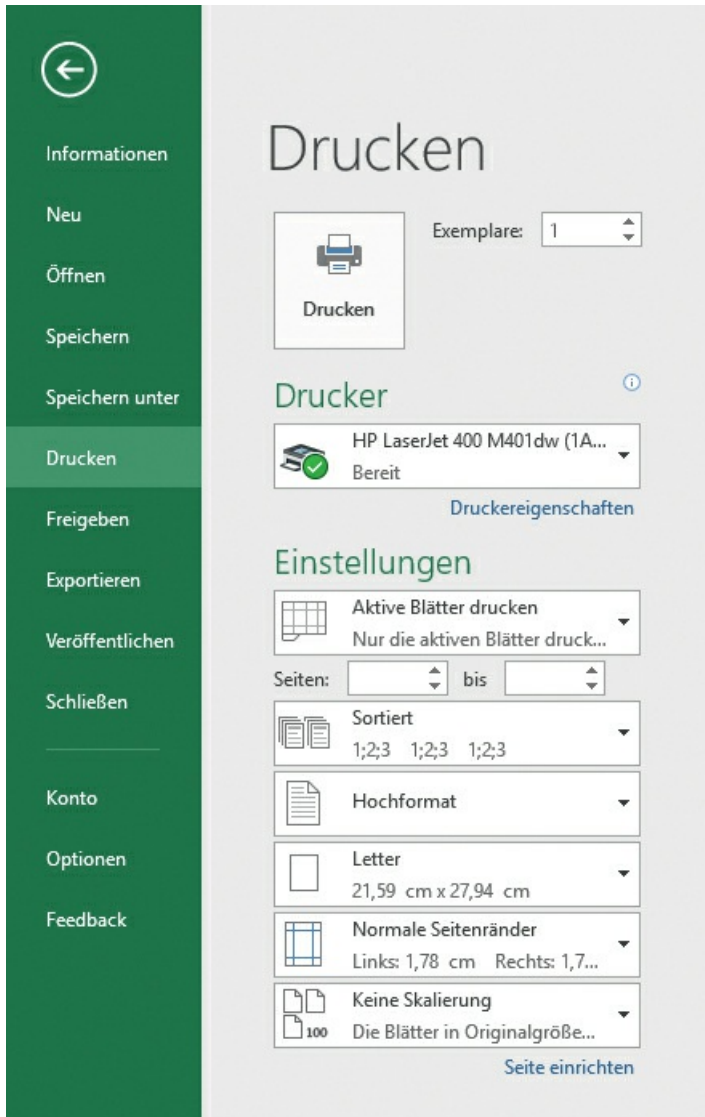 Informationen
Neu
Öffnen
Speichern
Speichern unter
Drucken
Freigeben
Exportieren
Veröffentlichen
Schließen
Konto
Optionen
Feedback
Drucken
Drucken
Exemplare: 1
Drucker
HP LaserJet 400 M401dw (1A...
Bereit
Druckereigenschaften
Einstellungen
Aktive Blätter drucken
Nur die aktiven Blätter druck...
Seiten: bis
Sortiert
1;2;3 1;2;3 1;2;3
Hochformat
Letter
21,59 cm x 27,94 cm
Normale Seitenränder
Links: 1,78 cm Rechts: 1,7...
Keine Skalierung
100 Die Blätter in Originalgröße...
Seite einrichten